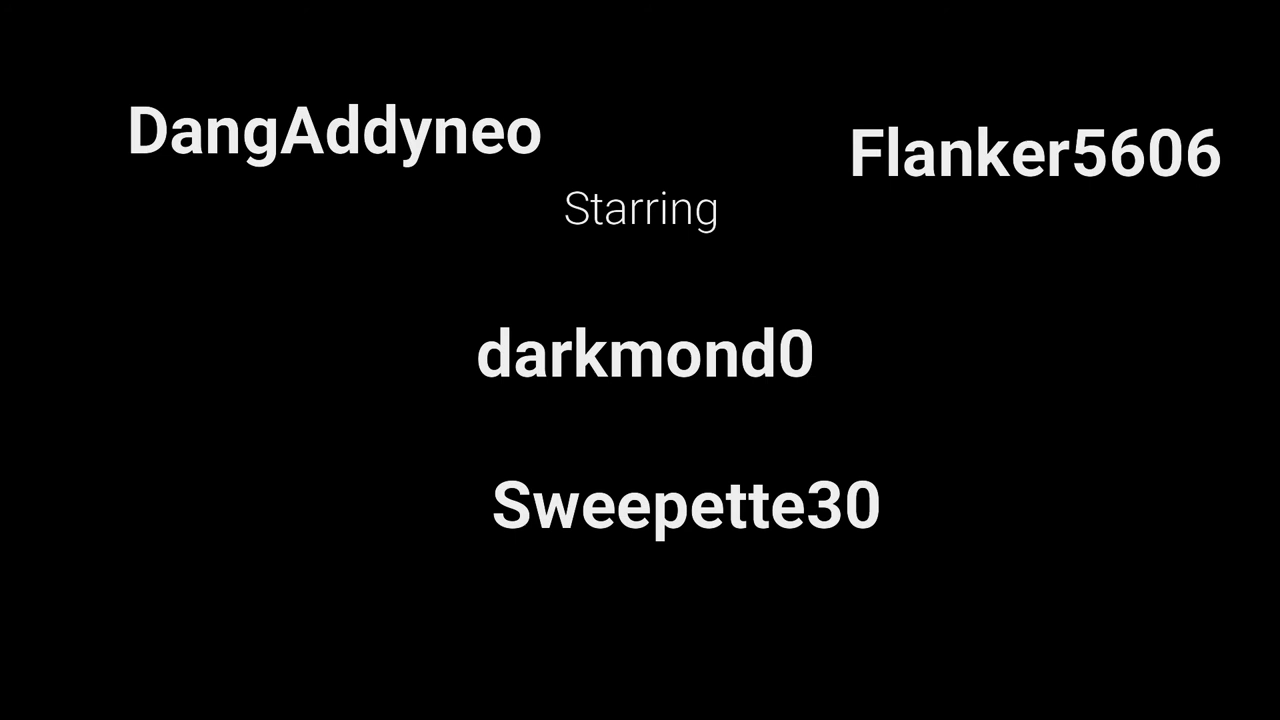 DangAddyneo
Flanker5606
Starring
darkmond0
Sweepette30